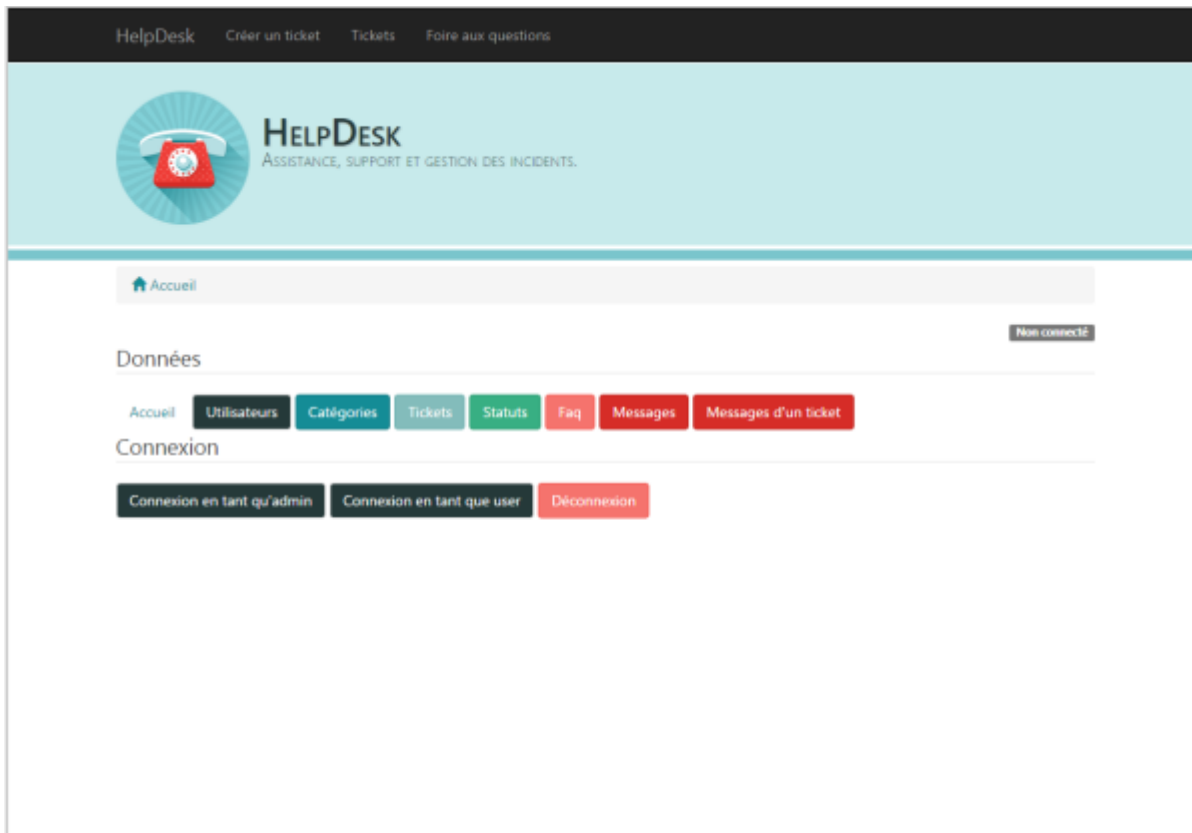 HelpDesk Créer un ticket Tickets Foire aux questions
HelpDesk
Assistance, support et gestion des incidents.
Accueil
Non connecté
Données
Accueil Utilisateurs Catégories Tickets Statuts Faq Messages Messages d'un ticket
Connexion
Connexion en tant qu'admin Connexion en tant que user Déconnexion